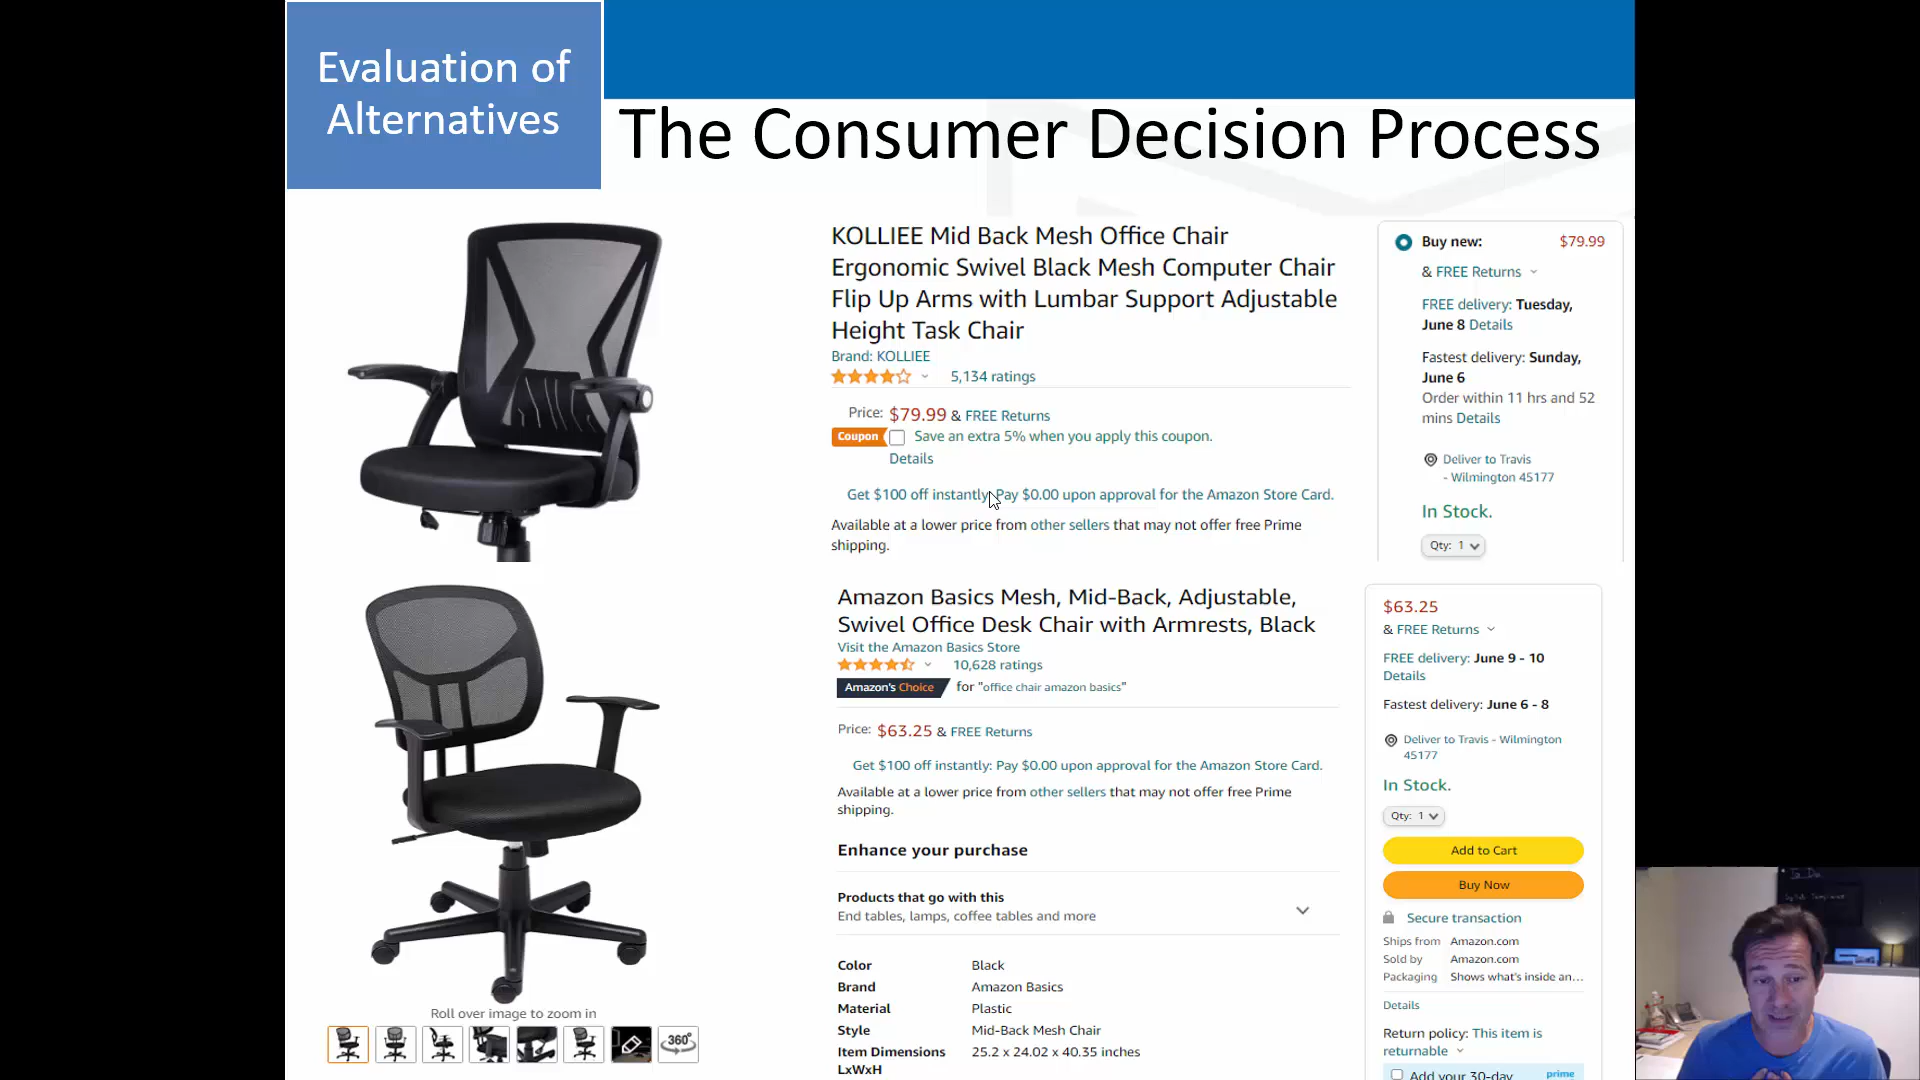 Evaluation of
Alternatives
The Consumer Decision Process
KOLLIEE Mid Back Mesh Office Chair
Ergonomic Swivel Black Mesh Computer Chair
Flip Up Arms with Lumbar Support Adjustable
Height Task Chair
Brand: KOLLIEE
5,134 ratings
Price: $79.99 & FREE Returns
Coupon Save an extra 5% when you apply this coupon.
Details
Get $100 off instantly: Pay $0.00 upon approval for the Amazon Store Card.
Available at a lower price from other sellers that may not offer free Prime
shipping.
Buy new: $79.99
& FREE Returns
FREE delivery: Tuesday,
June 8 Details
Fastest delivery: Sunday,
June 6
Order within 11 hrs and 52
mins Details
Deliver to Travis
- Wilmington 45177
In Stock.
Qty: 1
Amazon Basics Mesh, Mid-Back, Adjustable,
Swivel Office Desk Chair with Armrests, Black
Visit the Amazon Basics Store
10,628 ratings
Amazon's Choice for "office chair amazon basics"
Price: $63.25 & FREE Returns
Get $100 off instantly: Pay $0.00 upon approval for the Amazon Store Card.
Available at a lower price from other sellers that may not offer free Prime
shipping.
Enhance your purchase
Products that go with this
End tables, lamps, coffee tables and more
Color Black
Brand Amazon Basics
Material Plastic
Style Mid-Back Mesh Chair
Item Dimensions 25.2 x 24.02 x 40.35 inches
LxWxH
$63.25
& FREE Returns
FREE delivery: June 9 - 10
Details
Fastest delivery: June 6 - 8
Deliver to Travis - Wilmington
45177
In Stock.
Qty: 1
Add to Cart
Buy Now
Secure transaction
Ships from Amazon.com
Sold by Amazon.com
Packaging Shows what's inside an...
Details
Return policy: This item is
returnable
Add your 30-day prime
Roll over image to zoom in
360°
To Do